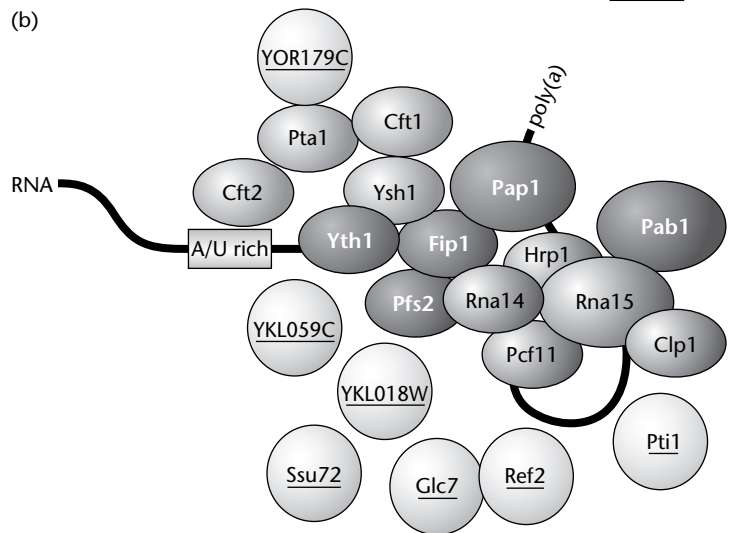 (b)
YOR179C
poly(a)
Pta1
Cft1
RNA
Cft2
Ysh1
Pap1
A/U rich
Yth1
Fip1
Hrp1
Pab1
Pfs2
Rna14
Rna15
YKL059C
Pcf11
Clp1
YKL018W
Pti1
Ssu72
Glc7
Ref2